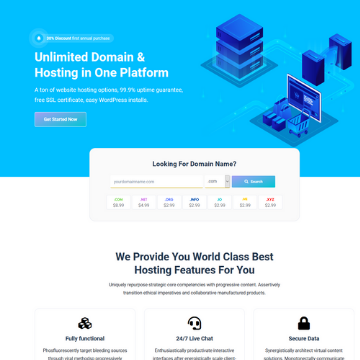 50% Discount first annual purchase
Unlimited Domain &
Hosting in One Platform
A ton of website hosting options, 99.9% uptime guarantee,
free SSL certificate, easy WordPress installs.
Get Started Now
Looking For Domain Name?
yourdomainname.com
.com
Search
.COM
$8.99
.NET
$4.99
.ORG
$2.99
.INFO
$2.99
.IO
$3.99
$2.99
.XYZ
$2.99
We Provide You World Class Best
Hosting Features For You
Uniquely repurpose strategic core competencies with progressive content. Assertively
transition ethical imperatives and collaborative manufactured products.
Fully functional
Phosfluorescently target bleeding sources
through viral methodss progressively
24/7 Live Chat
Enthusiastically productivate interactive
interfaces after energistically scale client
Secure Data
Synergistically architect virtual content
solutions. Monotonectally communicate